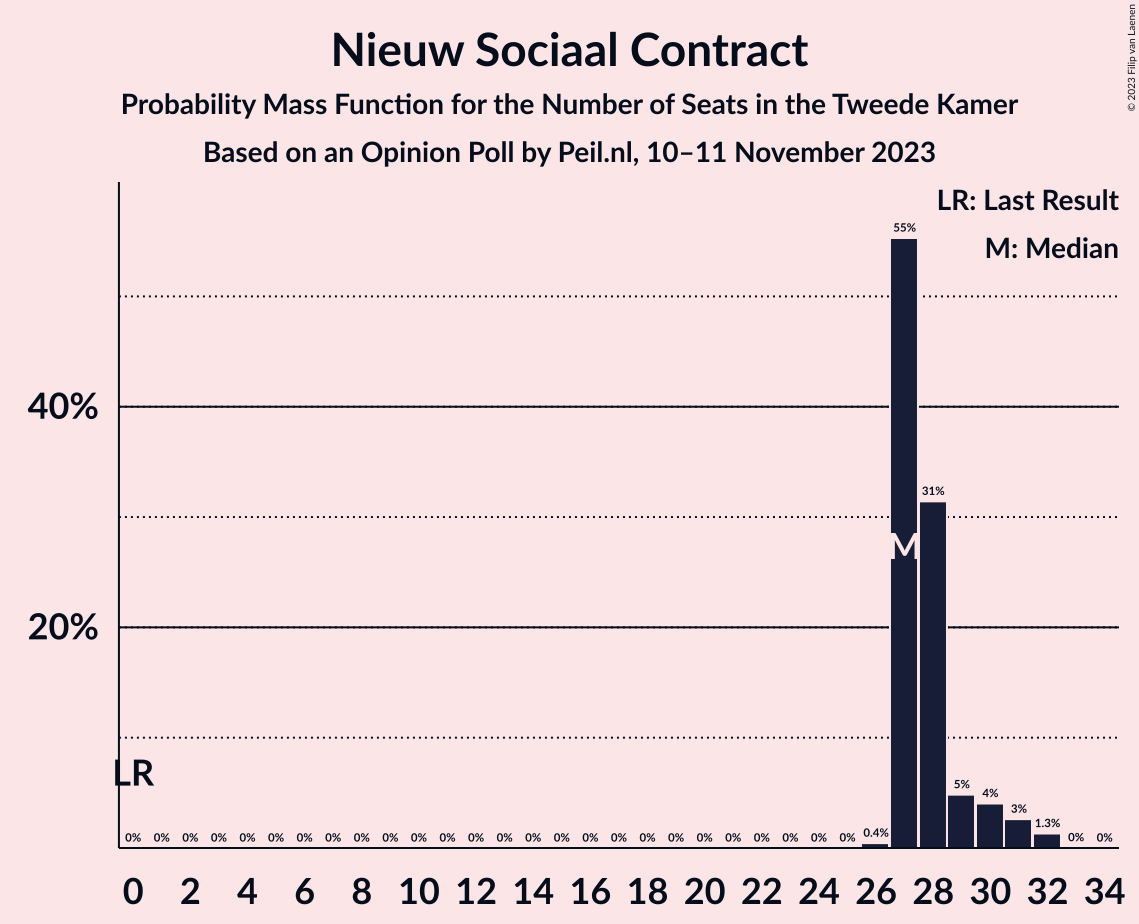 Nieuw Sociaal Contract
Probability Mass Function for the Number of Seats in the Tweede Kamer
Based on an Opinion Poll by Peil.nl, 10–11 November 2023
© 2023 Filip van Laenen
LR: Last Result
M: Median
55%
40%
31%
M
20%
LR
0% 0% 0% 0% 0% 0% 0% 0% 0% 0% 0% 0% 0% 0% 0% 0% 0% 0% 0% 0% 0% 0% 0% 0% 0% 0% 0.4% 5% 4% 3% 1.3% 0% 0%
0 2 4 6 8 10 12 14 16 18 20 22 24 26 28 30 32 34